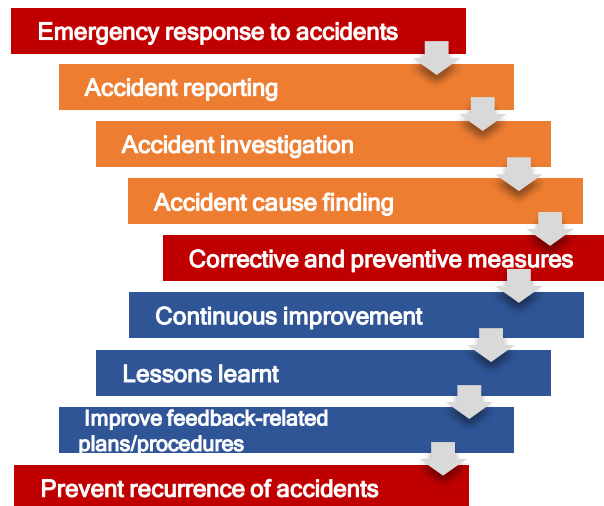 Emergency response to accidents
Accident reporting
Accident investigation
Accident cause finding
Corrective and preventive measures
Continuous improvement
Lessons learnt
Improve feedback-related
plans/procedures
Prevent recurrence of accidents